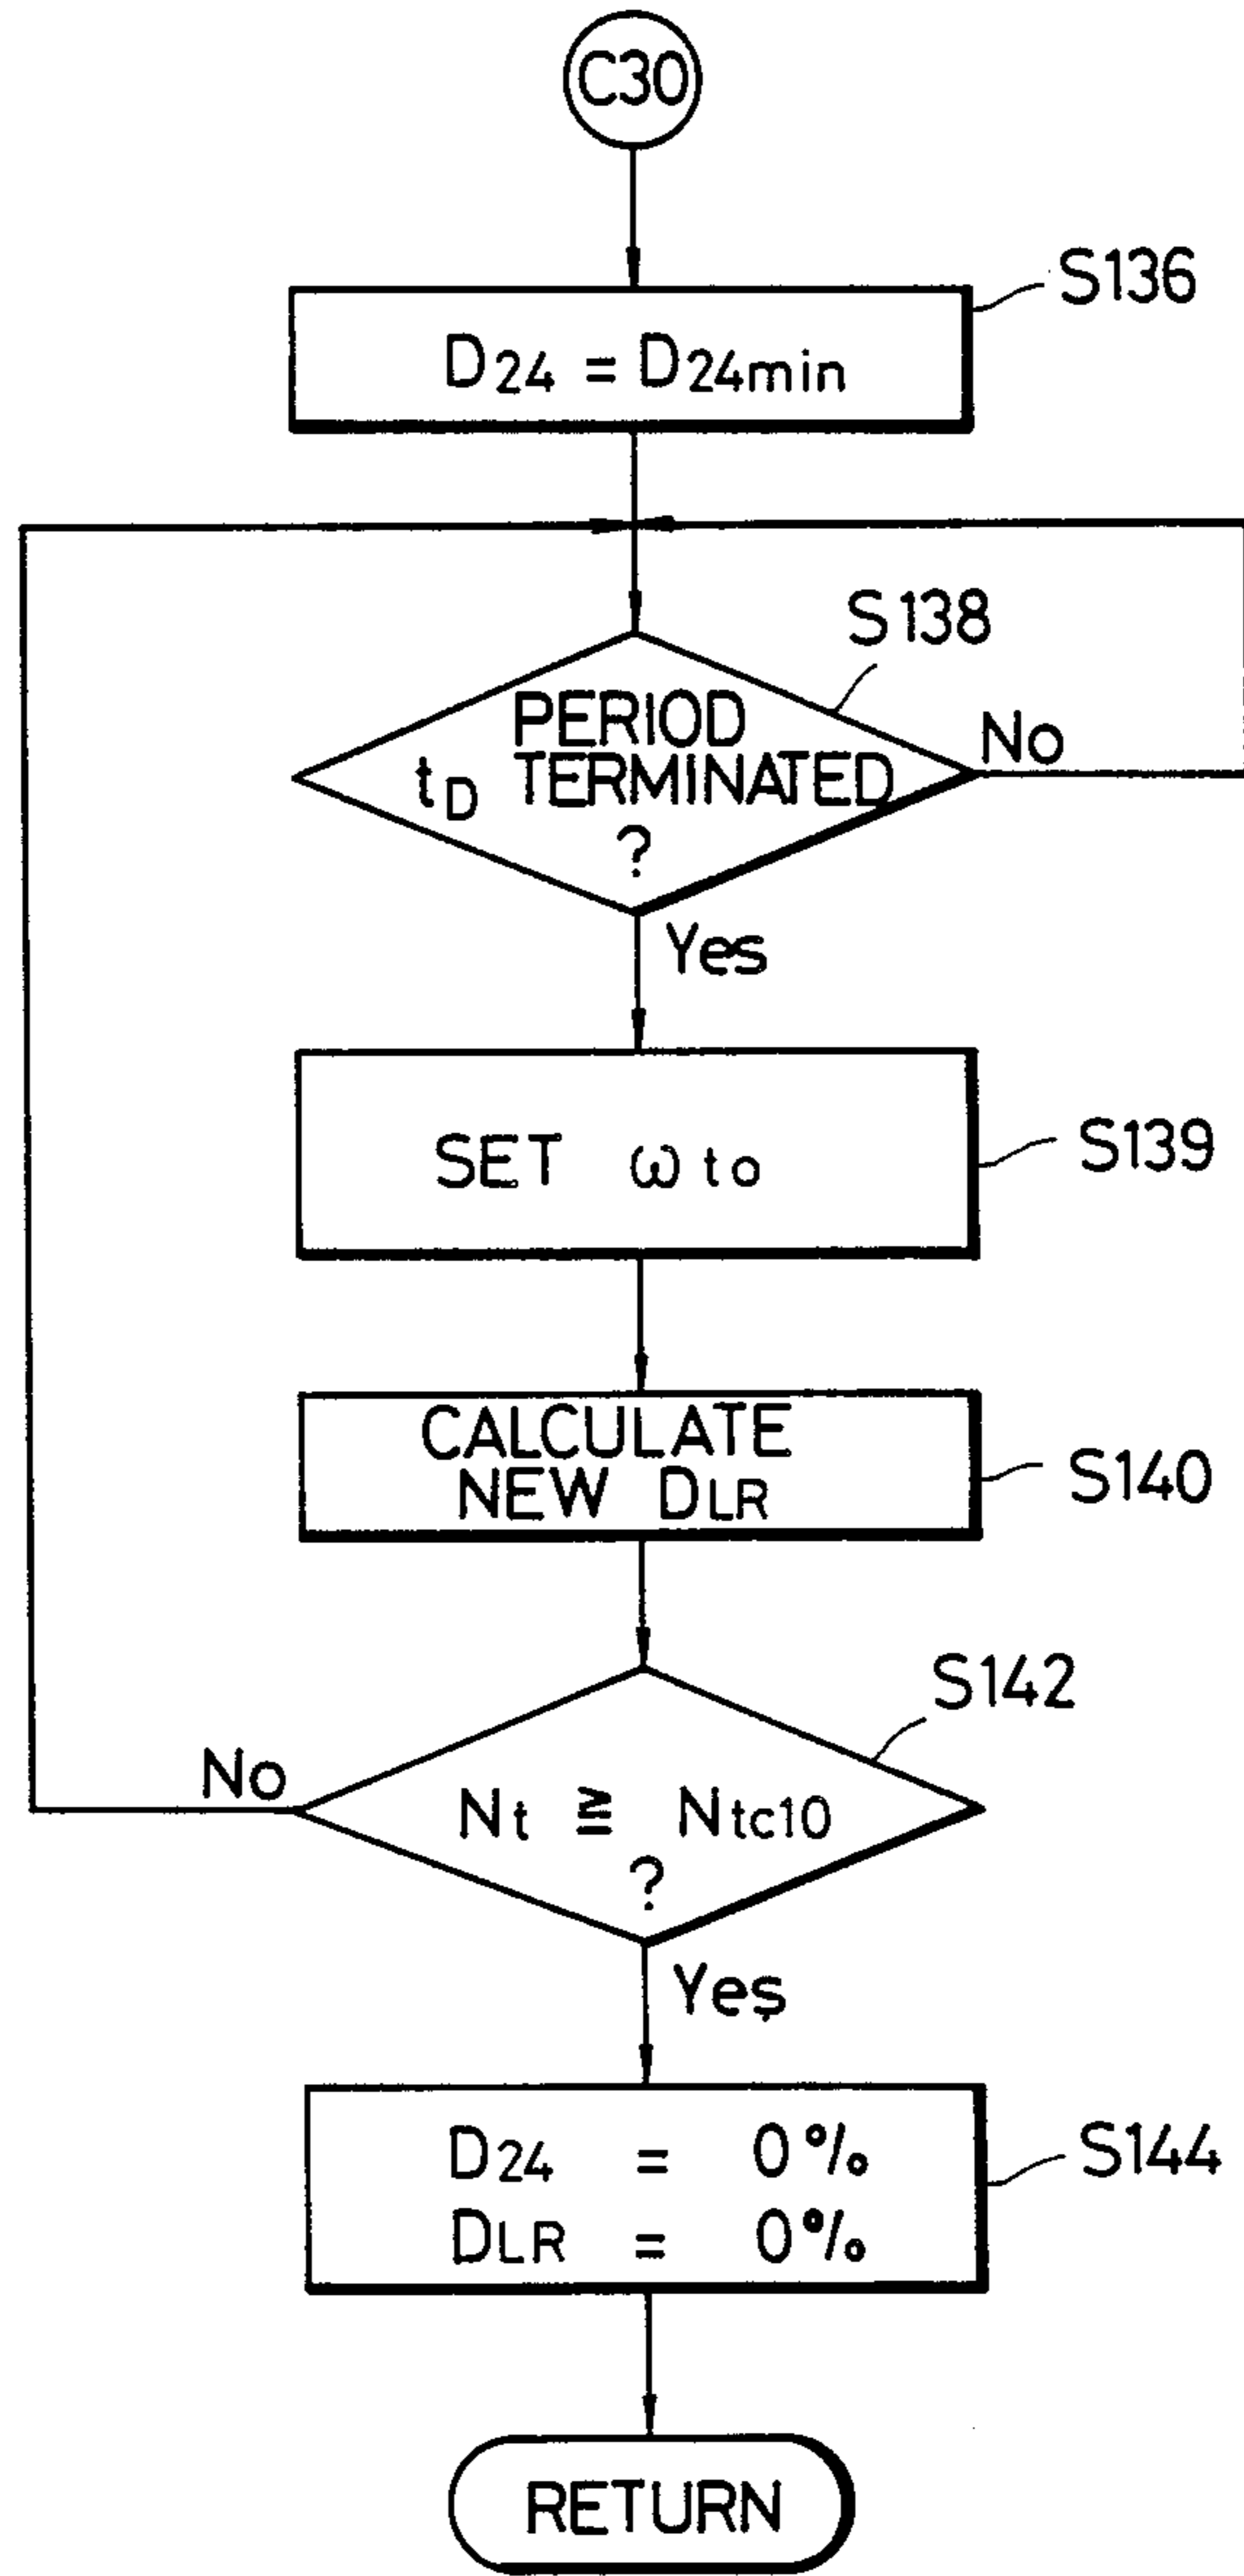 C30
S136
D24 = D24min
S138
PERIOD
tD TERMINATED
?
No
Yes
S139
SET ωto
S140
CALCULATE
NEW DLR
S142
No
Nt ≧ Ntc10
?
Yes
S144
D24 = 0%
DLR = 0%
RETURN